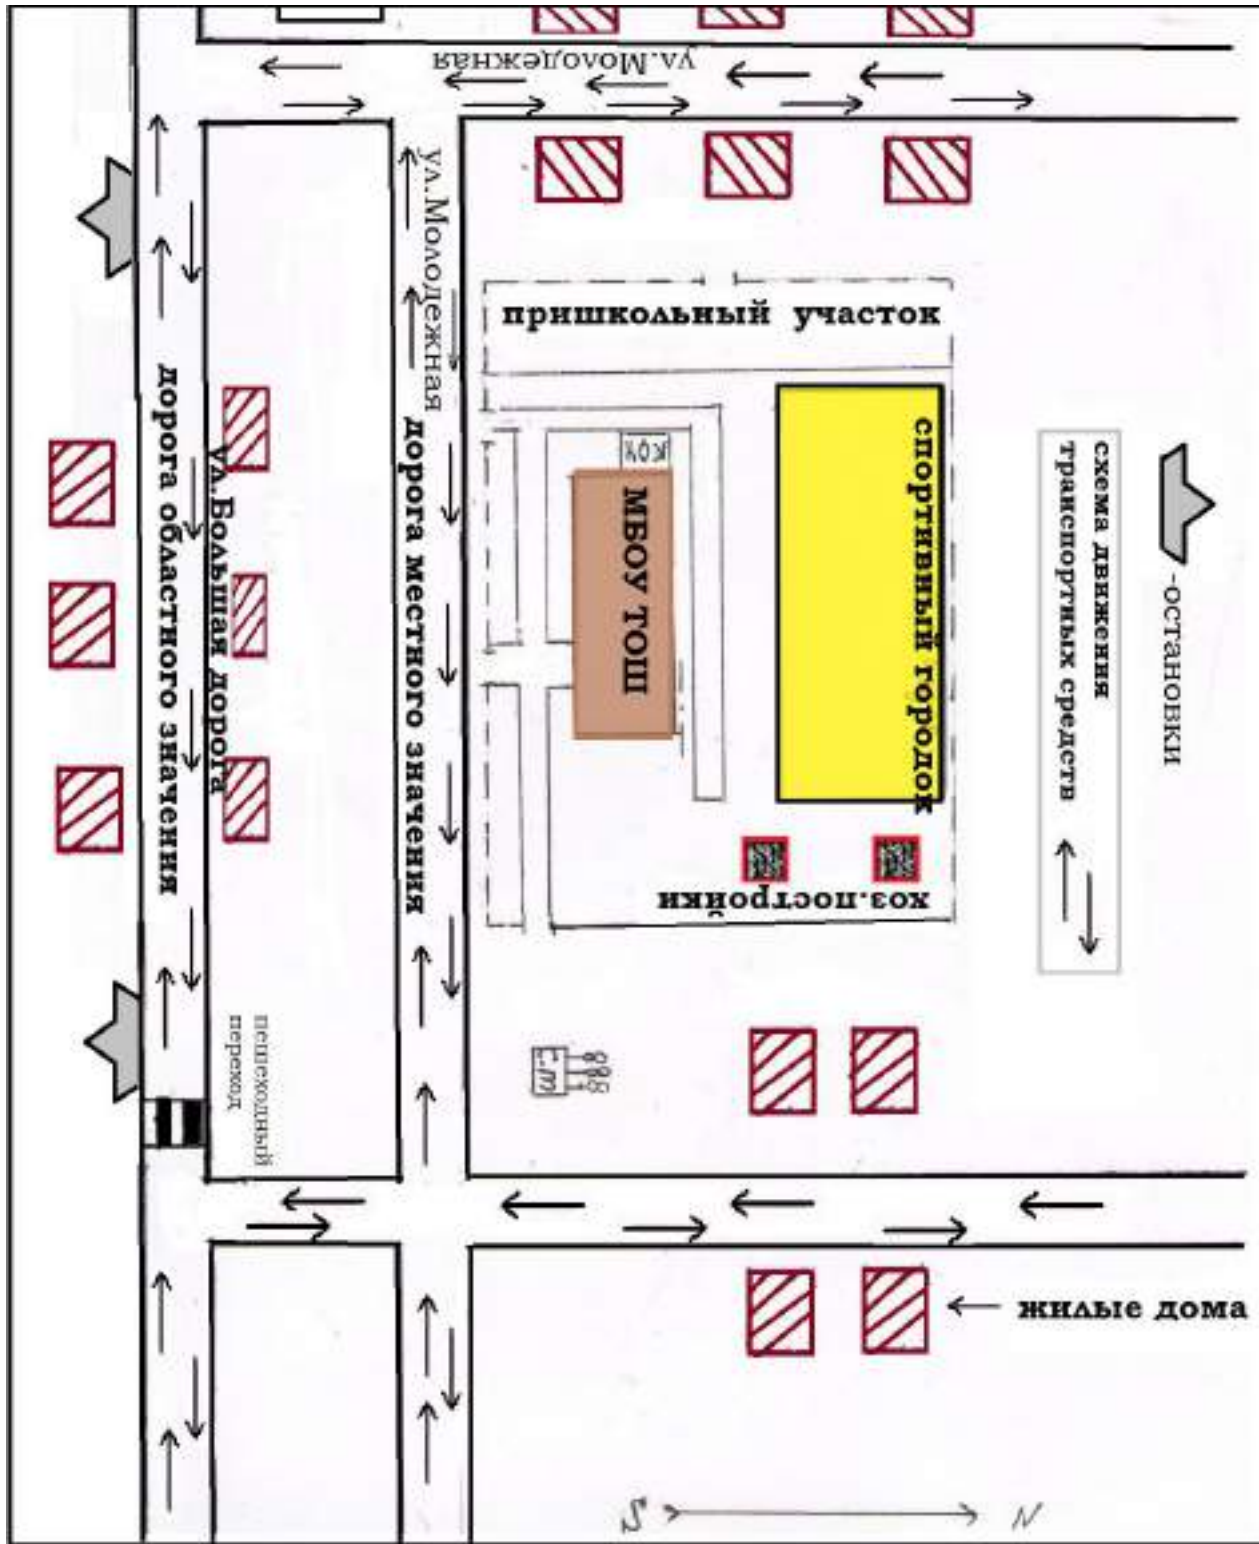 ул.Молодежная
ул.Молодежная
пришкольный участок
дорога областного значения
ул.Большая дорога
дорога местного значения
кот
МБОУ ТОШ
спортивный городок
схема движения
транспортных средств
-остановки
хоз.постройки
пешеходный
переход
с.т
жилые дома
S
N